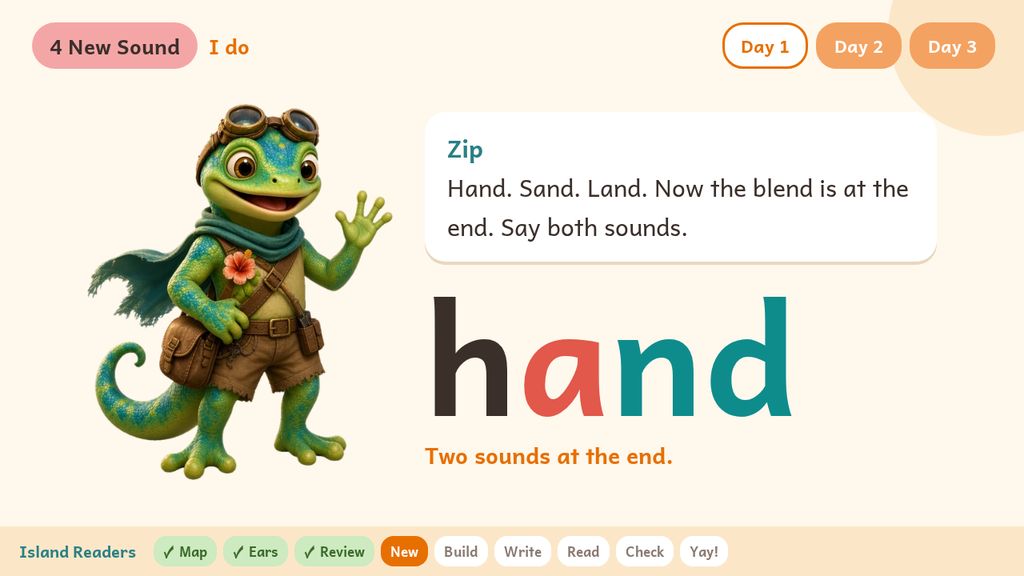 4 New Sound
I do
Day 1
Day 2
Day 3
Zip
Hand. Sand. Land. Now the blend is at the
end. Say both sounds.
hand
Two sounds at the end.
Island Readers
✓ Map
✓ Ears
✓ Review
New
Build
Write
Read
Check
Yay!